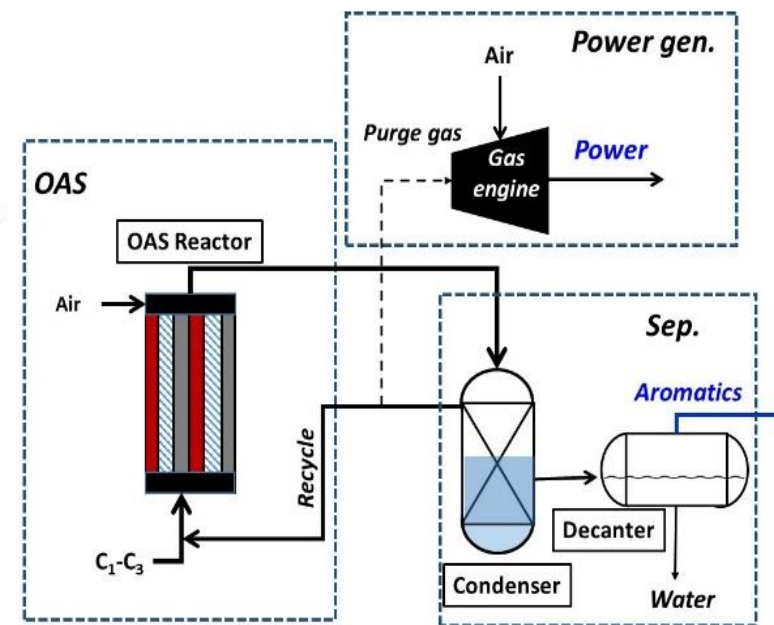 Power gen.
Air
Purge gas
Gas
engine
Power
OAS
OAS Reactor
Air
Recycle
C₁-C₃
Sep.
Aromatics
Decanter
Condenser
Water